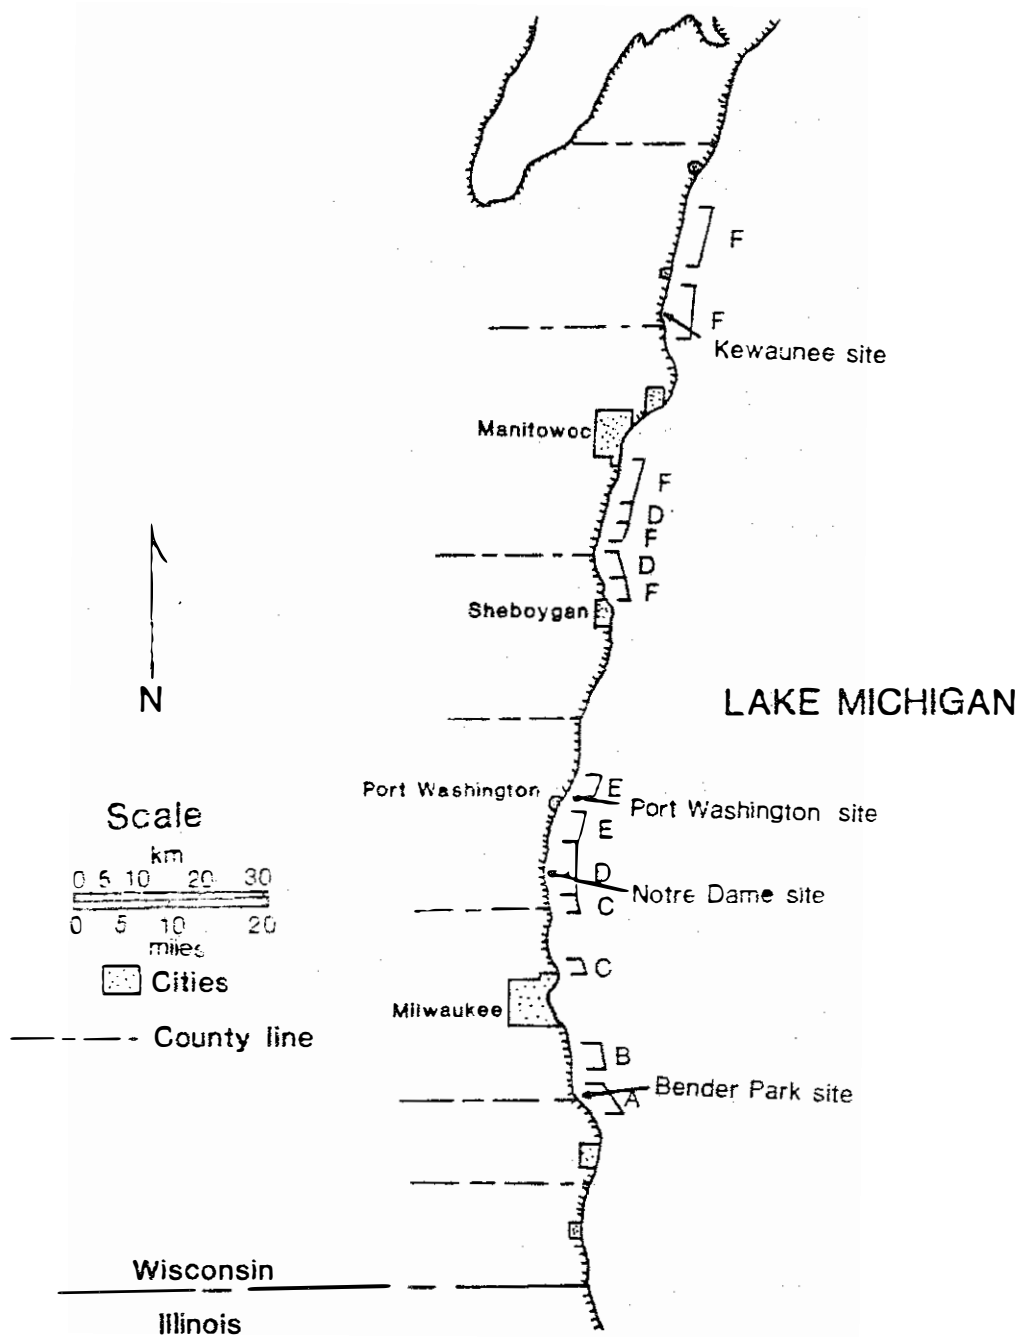 F
F
Kewaunee site
Manitowoc
F
D
F
D
F
Sheboygan
N
LAKE MICHIGAN
Port Washington
E
Port Washington site
Scale
km
0 5 10 20 30
0 5 10 20
miles
E
D
Notre Dame site
C
Cities
C
Milwaukee
County line
B
Bender Park site
A
Wisconsin
Illinois